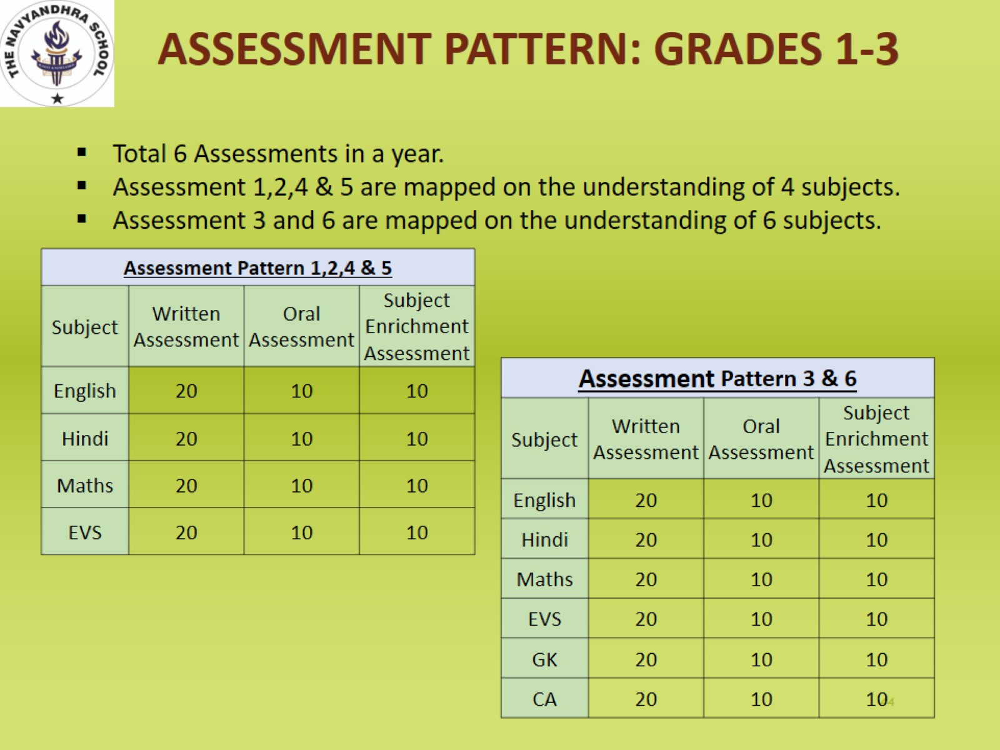 THE NAVYANDHRA SCHOOL
ASSESSMENT PATTERN: GRADES 1-3
▪ Total 6 Assessments in a year.
▪ Assessment 1,2,4 & 5 are mapped on the understanding of 4 subjects.
▪ Assessment 3 and 6 are mapped on the understanding of 6 subjects.
Assessment Pattern 1,2,4 & 5
Subject Written Assessment Oral Assessment Subject Enrichment Assessment
English 20 10 10
Hindi 20 10 10
Maths 20 10 10
EVS 20 10 10
Assessment Pattern 3 & 6
Subject Written Assessment Oral Assessment Subject Enrichment Assessment
English 20 10 10
Hindi 20 10 10
Maths 20 10 10
EVS 20 10 10
GK 20 10 10
CA 20 10 10